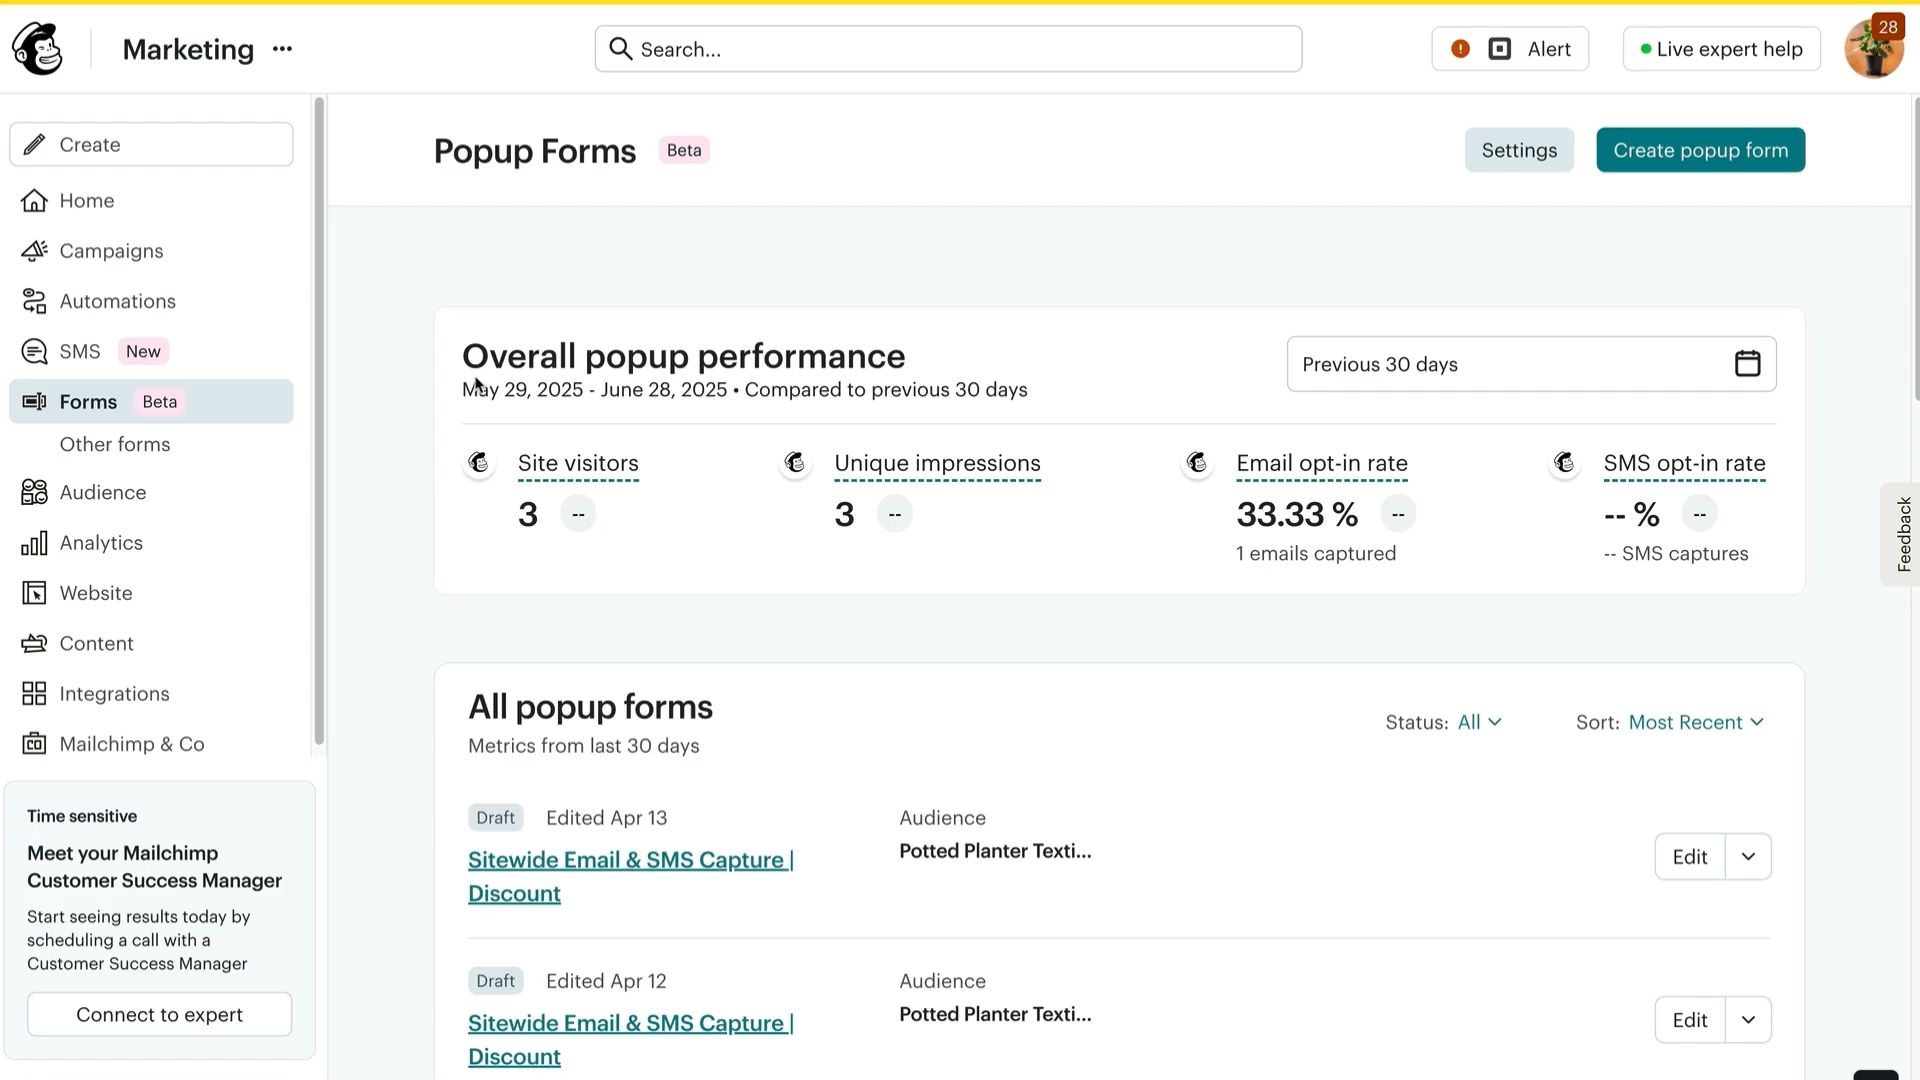 Marketing ···
Search...
Alert
Live expert help
28
Create
Home
Campaigns
Automations
SMS New
Forms Beta
Other forms
Audience
Analytics
Website
Content
Integrations
Mailchimp & Co
Time sensitive
Meet your Mailchimp
Customer Success Manager
Start seeing results today by
scheduling a call with a
Customer Success Manager
Connect to expert
Popup Forms Beta
Settings
Create popup form
Overall popup performance
May 29, 2025 - June 28, 2025 • Compared to previous 30 days
Previous 30 days
Site visitors
3 --
Unique impressions
3 --
Email opt-in rate
33.33 % --
1 emails captured
SMS opt-in rate
-- % --
-- SMS captures
All popup forms
Metrics from last 30 days
Status: All
Sort: Most Recent
Draft Edited Apr 13
Sitewide Email & SMS Capture |
Discount
Audience
Potted Planter Texti...
Edit
Draft Edited Apr 12
Sitewide Email & SMS Capture |
Discount
Audience
Potted Planter Texti...
Edit
Feedback